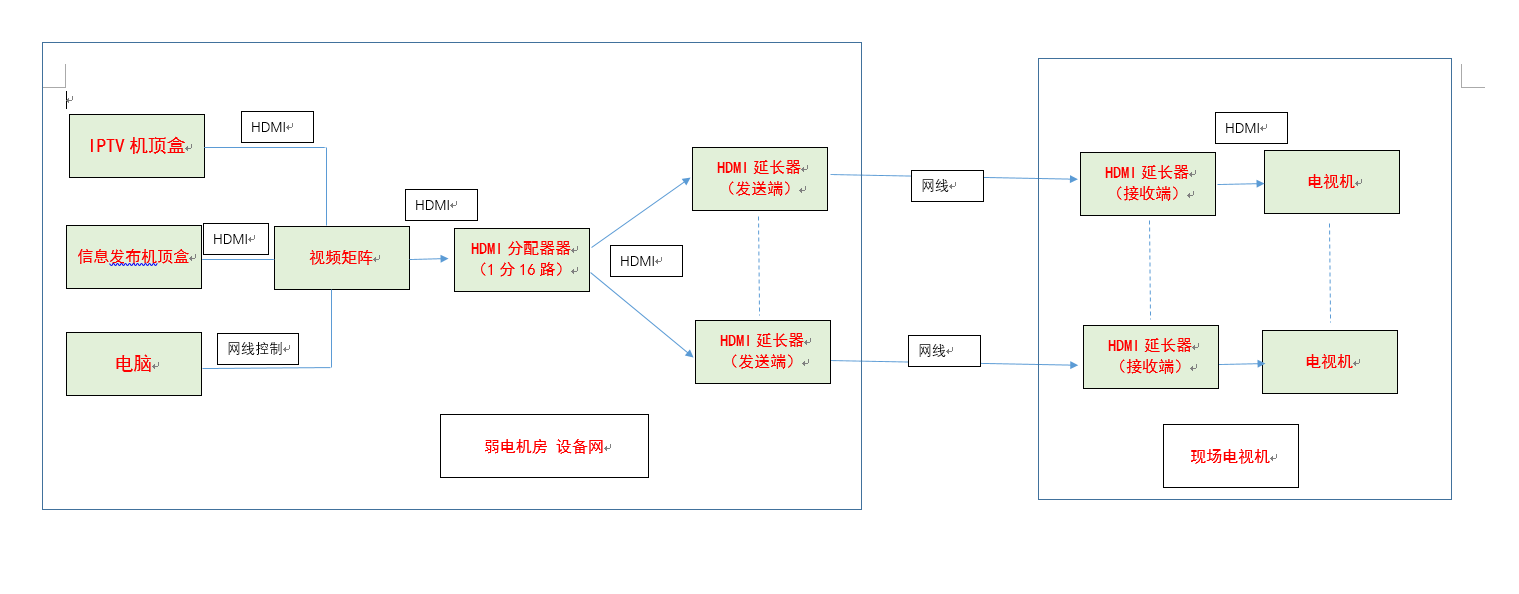 HDMI
IPTV 机顶盒
HDMI
HDMI 延长器
（发送端）
HDMI 延长器
（接收端）
电视机
网线
HDMI
HDMI
信息发布机顶盒
视频矩阵
HDMI 分配器器
（1 分 16 路）
HDMI
网线控制
电脑
HDMI 延长器
（发送端）
网线
HDMI 延长器
（接收端）
电视机
弱电机房 设备网
现场电视机